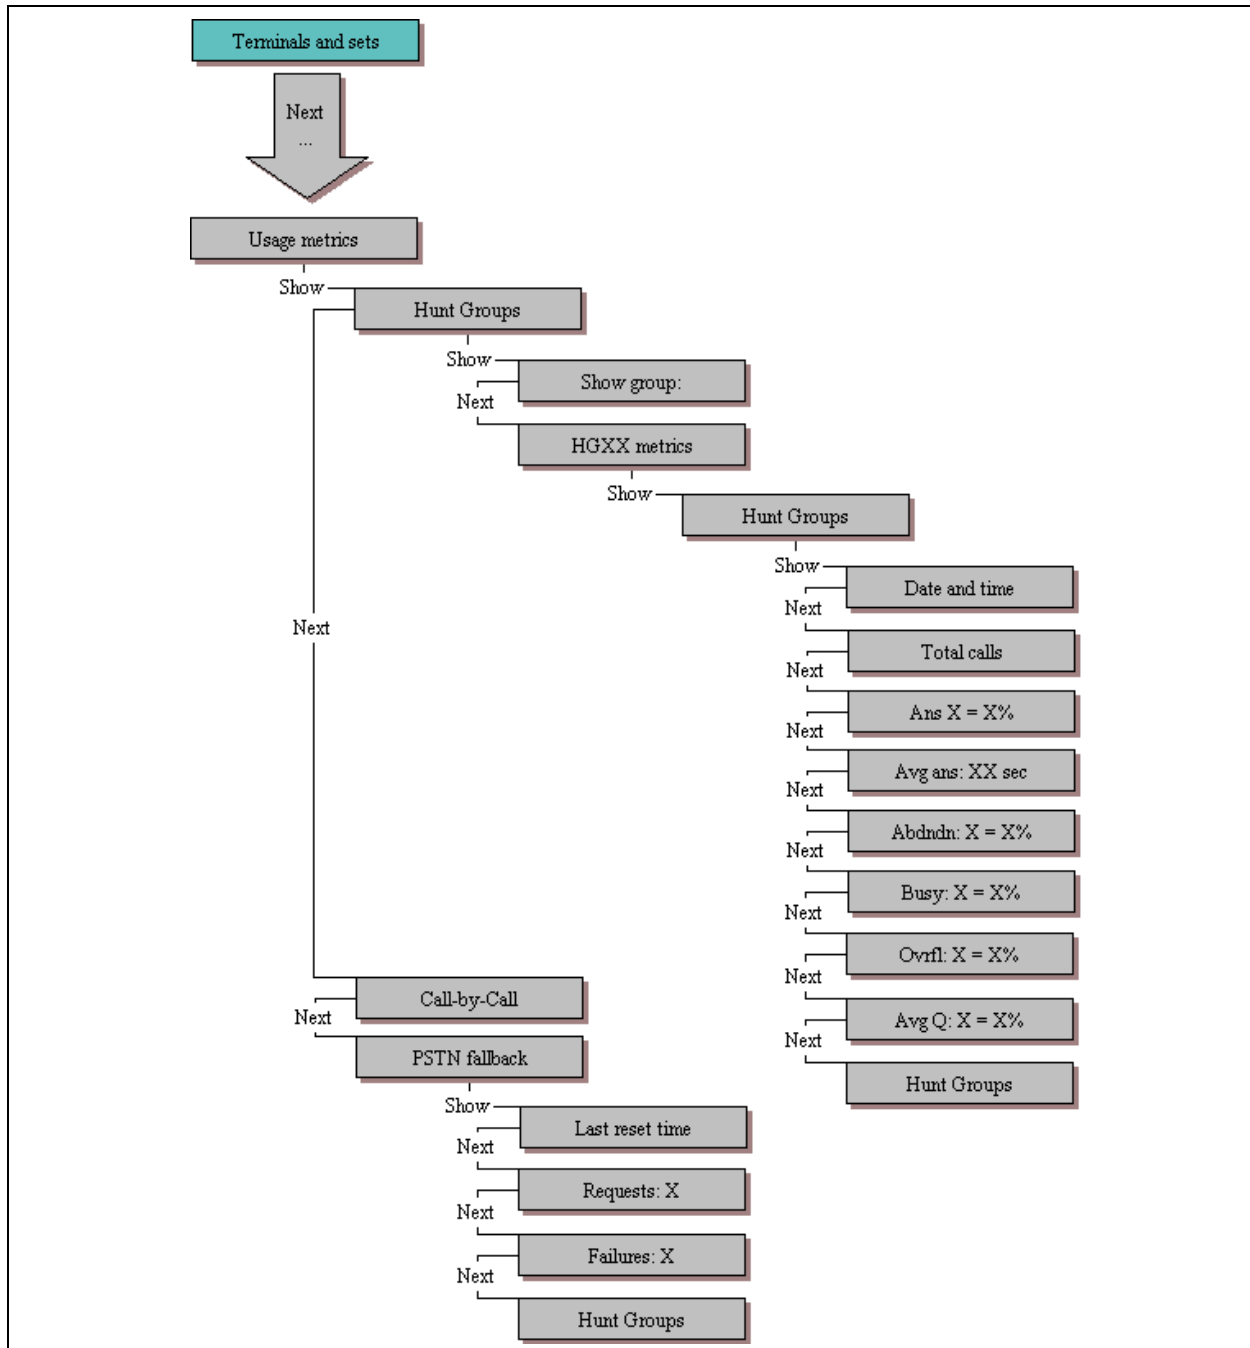 Terminals and sets
Next
...
Usage metrics
Show
Hunt Groups
Show
Show group:
Next
HGXX metrics
Show
Hunt Groups
Show
Date and time
Next
Total calls
Next
Ans X = X%
Next
Avg ans: XX sec
Next
Abdndn: X = X%
Next
Busy: X = X%
Next
Ovrfl: X = X%
Next
Avg Q: X = X%
Next
Hunt Groups
Next
Call-by-Call
Next
PSTN fallback
Show
Last reset time
Next
Requests: X
Next
Failures: X
Next
Hunt Groups